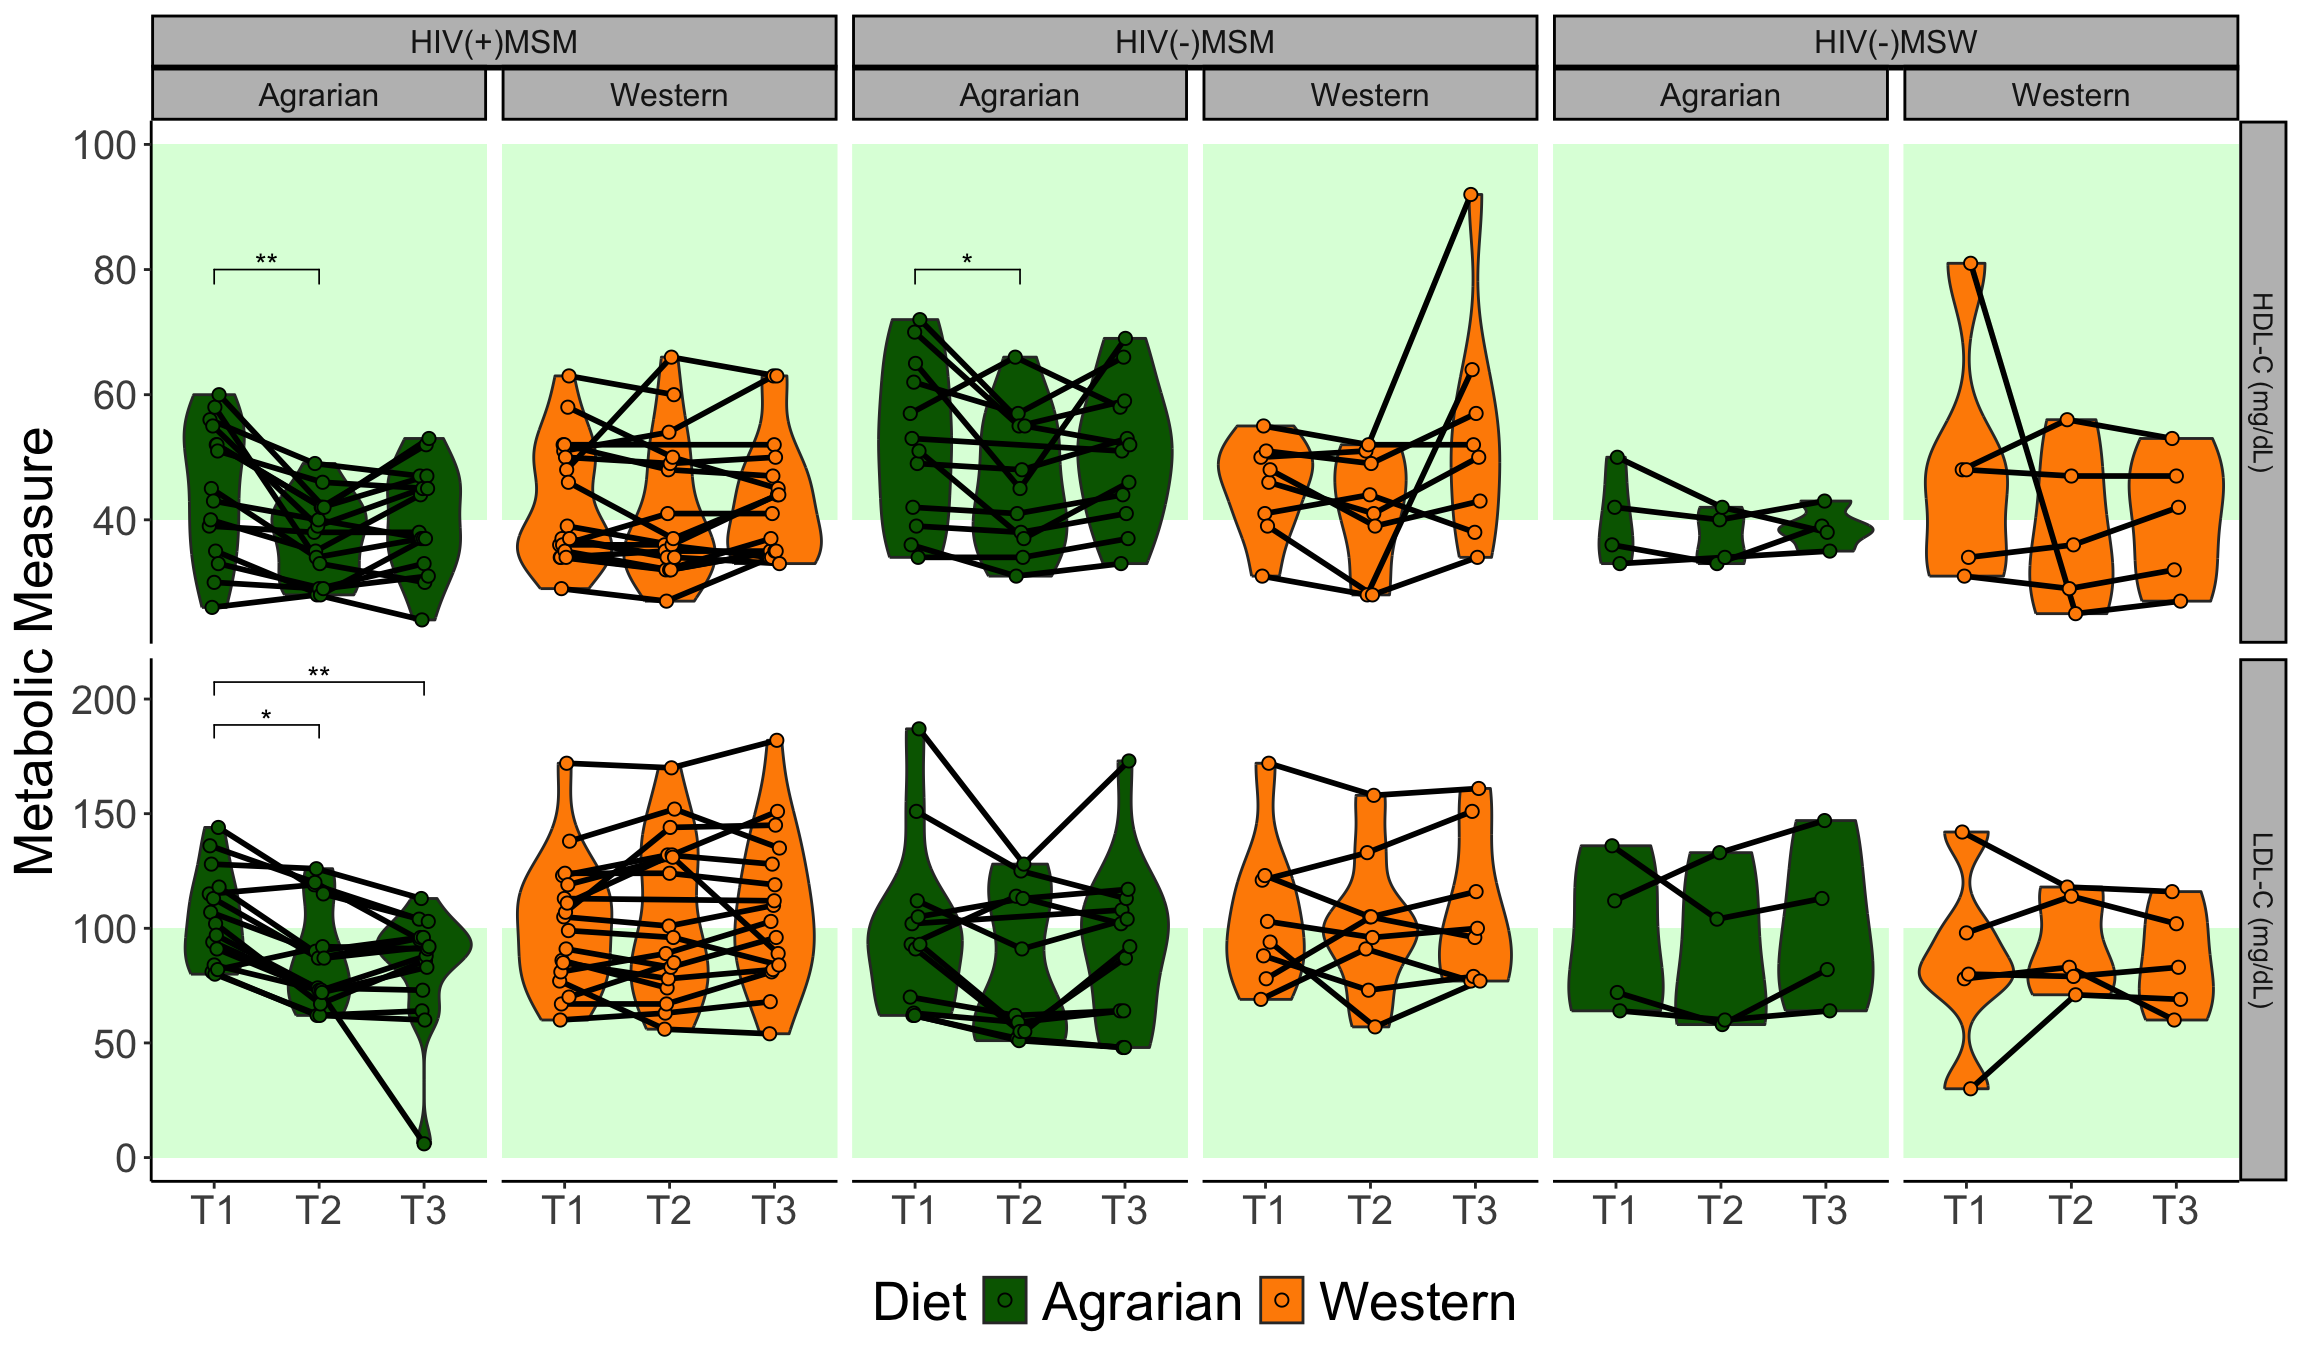 HIV(+)MSM HIV(-)MSM HIV(-)MSW
Agrarian Western Agrarian Western Agrarian Western
Metabolic Measure
100
80
60
40
** *
HDL-C (mg/dL)
200
150
100
50
0
**
*
LDL-C (mg/dL)
T1 T2 T3 T1 T2 T3 T1 T2 T3 T1 T2 T3 T1 T2 T3 T1 T2 T3
Diet Agrarian Western